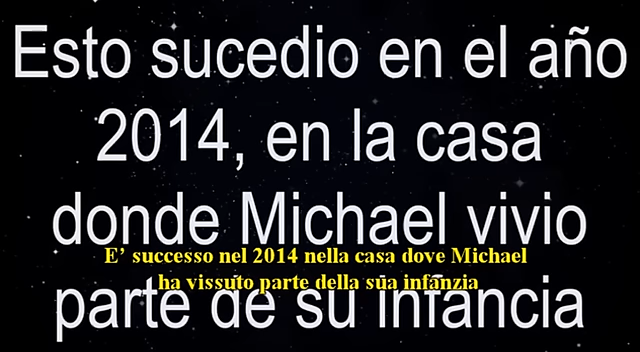 Esto sucedio en el año
2014, en la casa
donde Michael vivio
E’ successo nel 2014 nella casa dove Michael
ha vissuto parte della sua infanzia
parte de su infancia